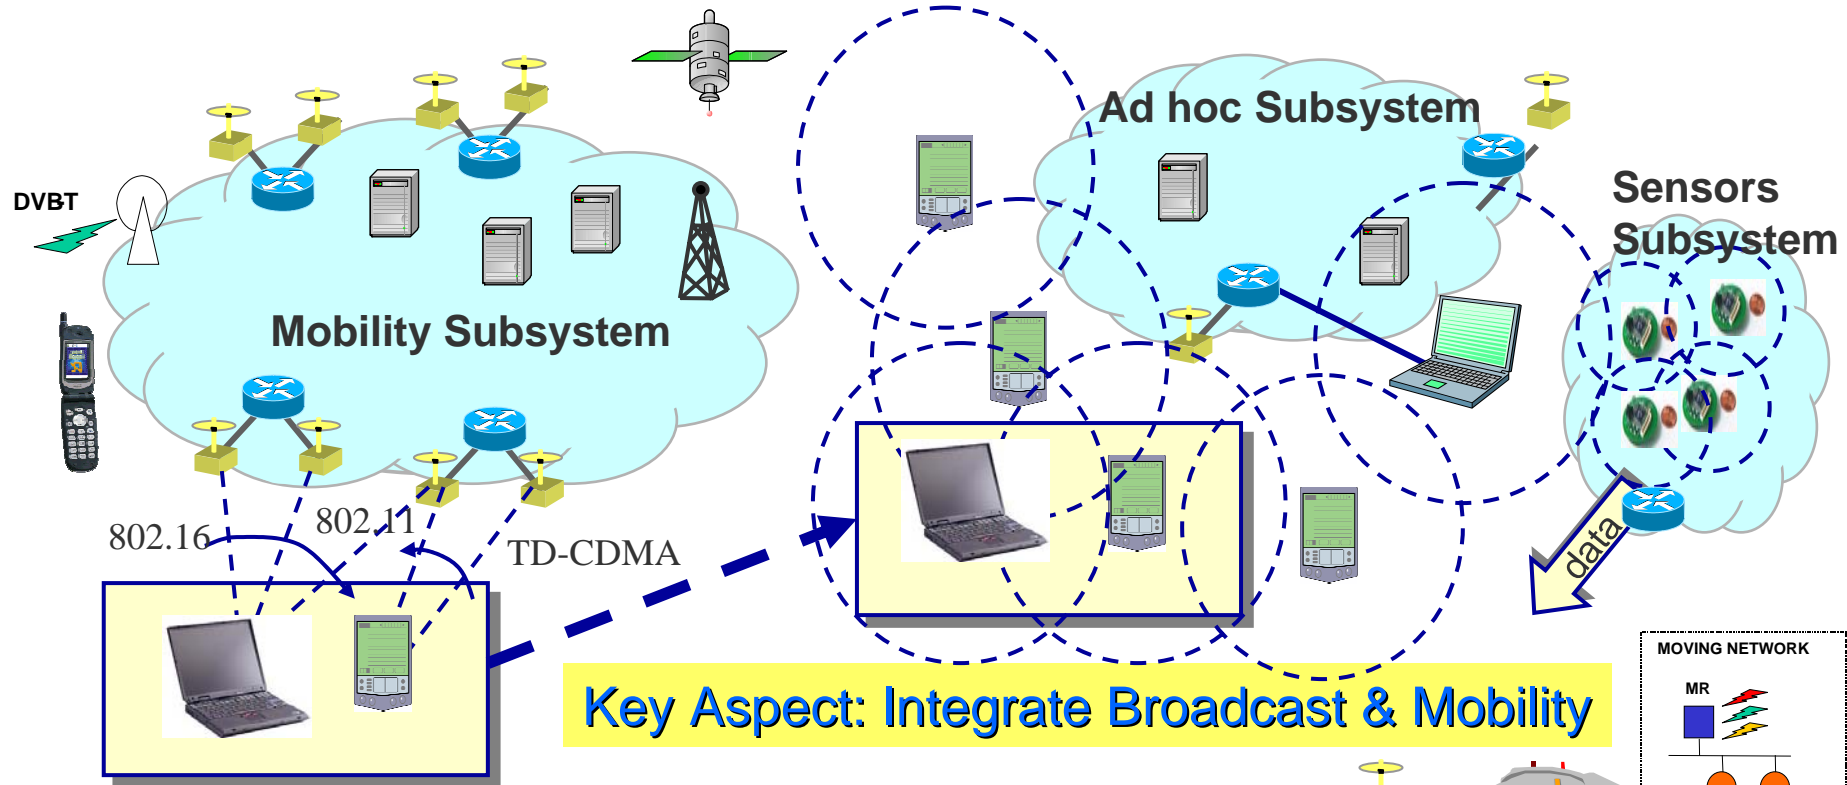 Ad hoc Subsystem
Sensors
Subsystem
DVBT
Mobility Subsystem
802.16
802.11
TD-CDMA
data
MOVING NETWORK
MR
Key Aspect: Integrate Broadcast & Mobility